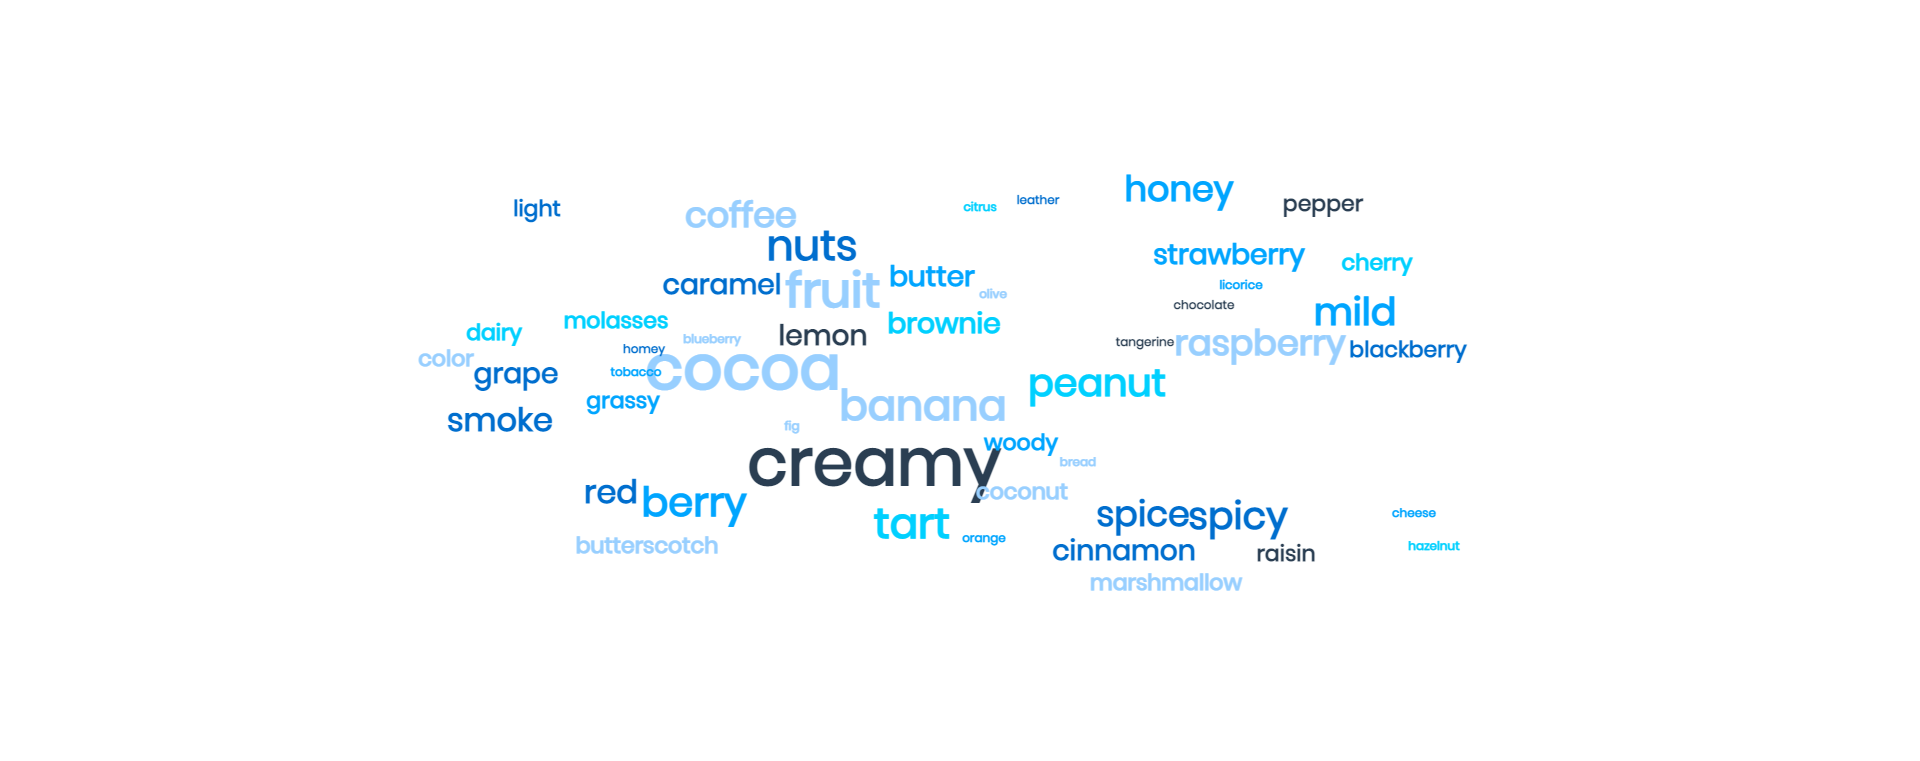 honey
light
coffee
citrus
leather
pepper
nuts
strawberry
cherry
caramel
fruit
butter
olive
licorice
chocolate
mild
molasses
dairy
blueberry
lemon
brownie
homey
tangerine
raspberry
blackberry
color
grape
tobacco
cocoa
peanut
grassy
banana
smoke
fig
creamy
woody
bread
red
berry
coconut
tart
orange
spice
spicy
cheese
butterscotch
cinnamon
raisin
hazelnut
marshmallow